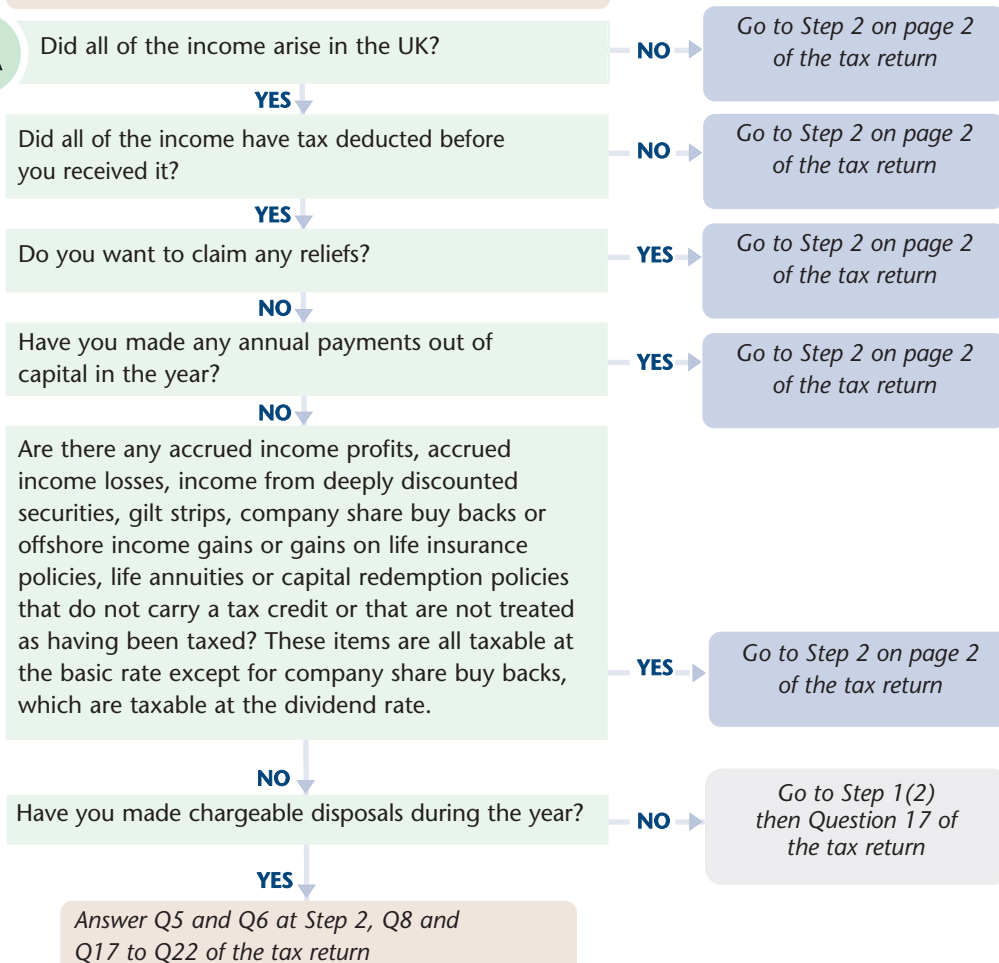 Did all of the income arise in the UK?
NO
Go to Step 2 on page 2
of the tax return
YES
Did all of the income have tax deducted before
you received it?
NO
Go to Step 2 on page 2
of the tax return
YES
Do you want to claim any reliefs?
YES
Go to Step 2 on page 2
of the tax return
NO
Have you made any annual payments out of
capital in the year?
YES
Go to Step 2 on page 2
of the tax return
NO
Are there any accrued income profits, accrued
income losses, income from deeply discounted
securities, gilt strips, company share buy backs or
offshore income gains or gains on life insurance
policies, life annuities or capital redemption policies
that do not carry a tax credit or that are not treated
as having been taxed? These items are all taxable at
the basic rate except for company share buy backs,
which are taxable at the dividend rate.
YES
Go to Step 2 on page 2
of the tax return
NO
Have you made chargeable disposals during the year?
NO
Go to Step 1(2)
then Question 17 of
the tax return
YES
Answer Q5 and Q6 at Step 2, Q8 and
Q17 to Q22 of the tax return